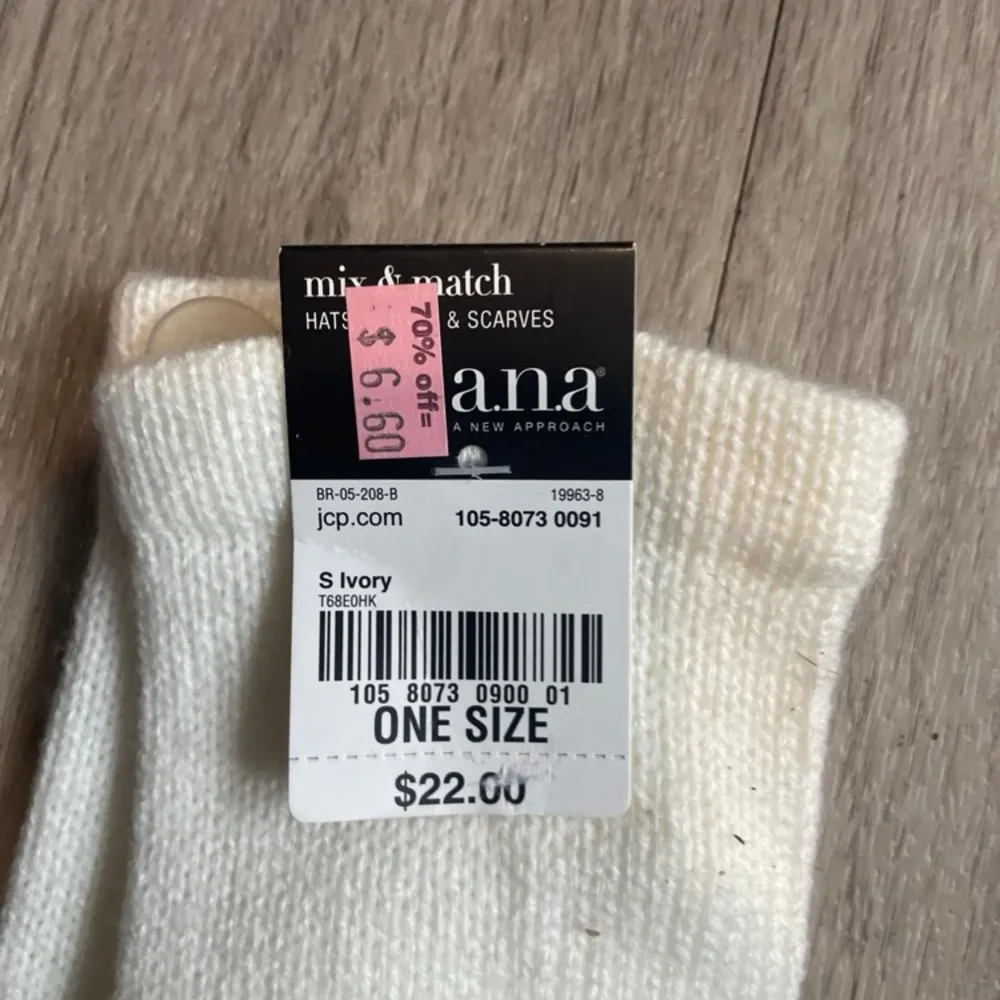 mix & match
HATS & SCARVES
70% off =
$ 6.60
a.n.a®
A NEW APPROACH
BR-05-208-B 19963-8
jcp.com 105-8073 0091
S Ivory
T68E0HK
105 8073 0900 01
ONE SIZE
$22.00